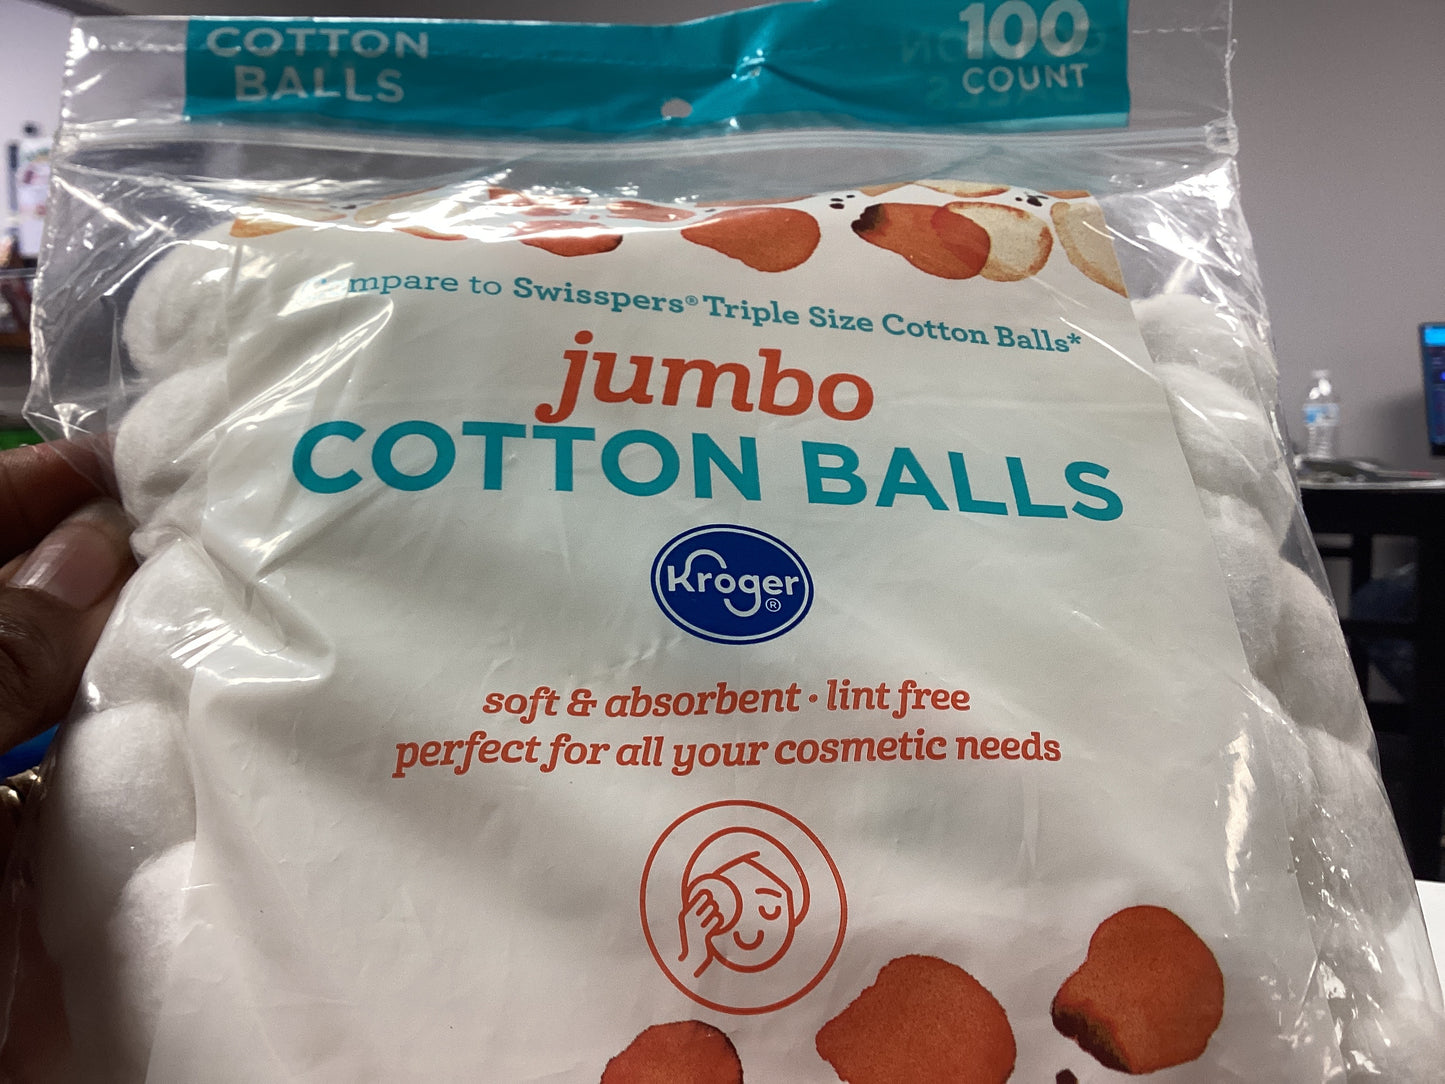 COTTON
BALLS
100
COUNT
to Swisspers® Triple Size Cotton Balls*
jumbo
COTTON BALLS
Kroger®
soft & absorbent • lint free
perfect for all your cosmetic needs